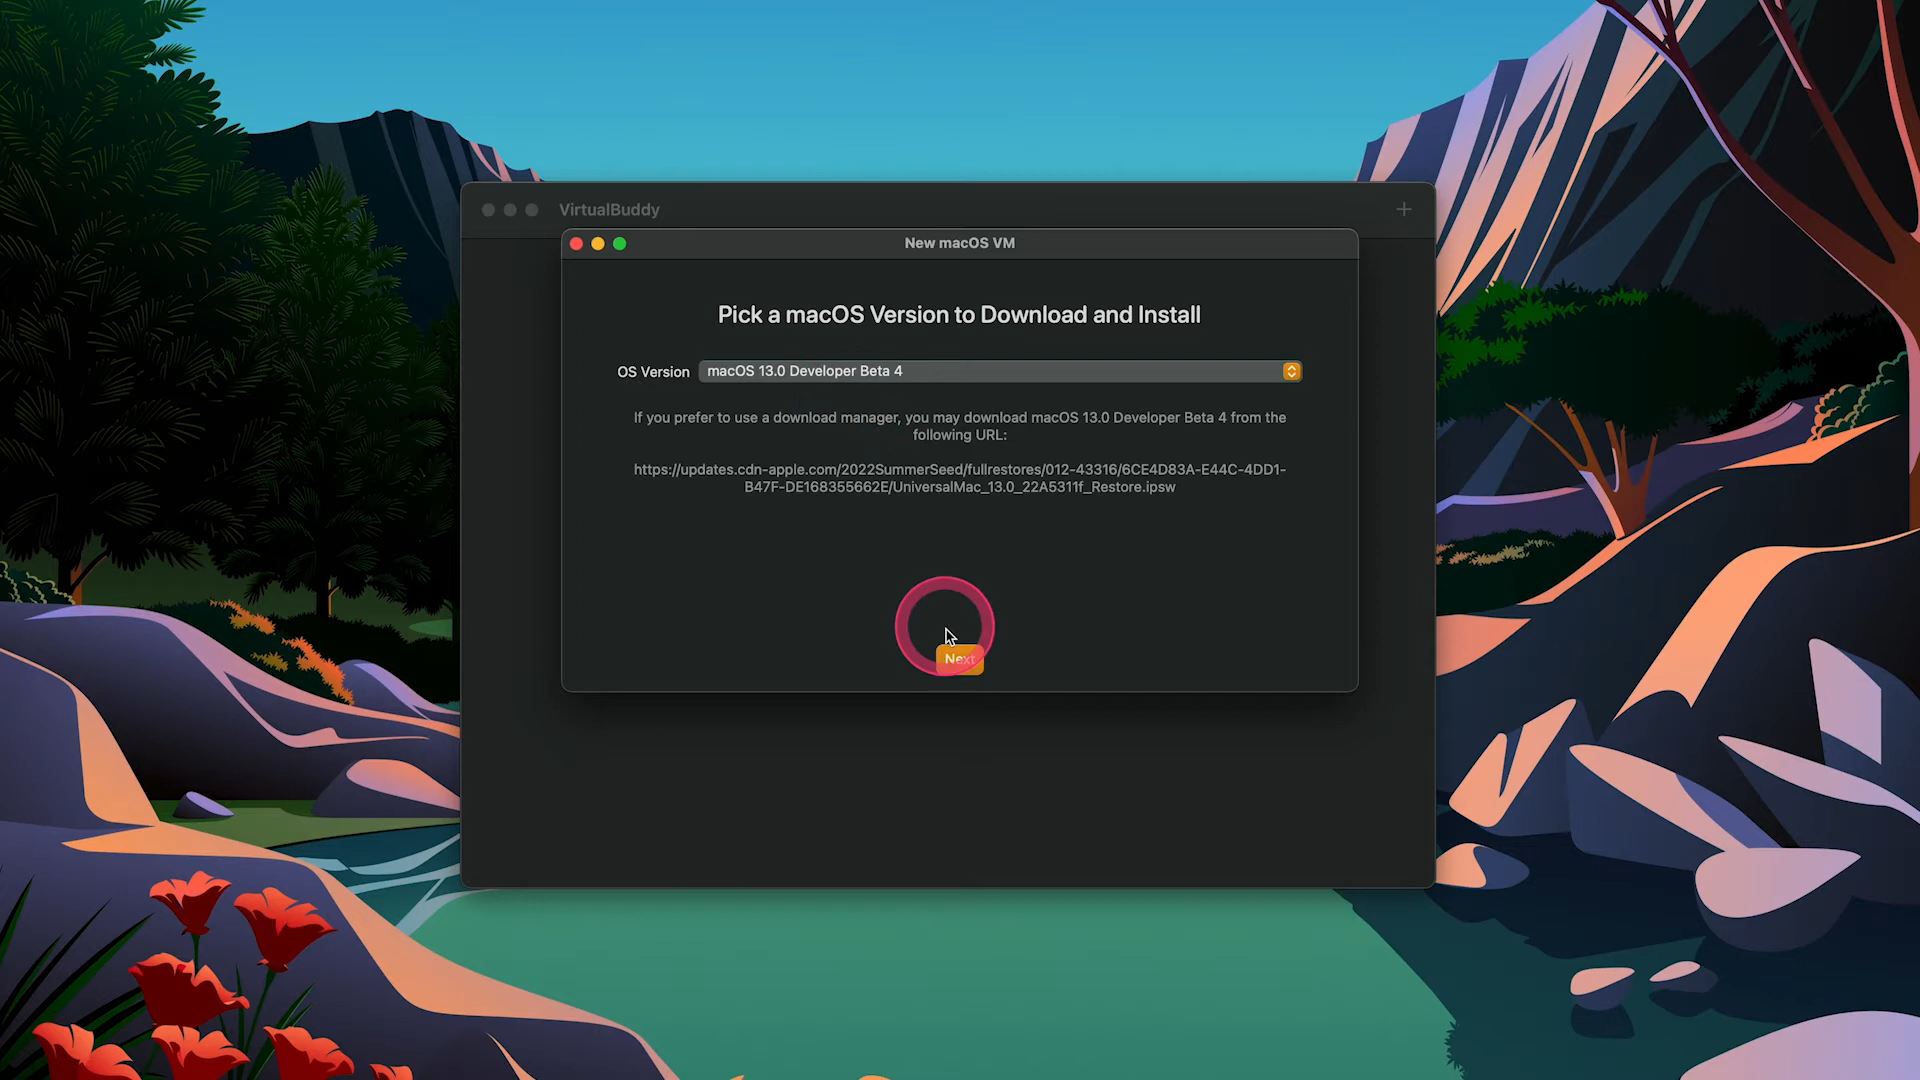 VirtualBuddy
New macOS VM
Pick a macOS Version to Download and Install
OS Version macOS 13.0 Developer Beta 4
If you prefer to use a download manager, you may download macOS 13.0 Developer Beta 4 from the
following URL:
https://updates.cdn-apple.com/2022SummerSeed/fullrestores/012-43316/6CE4D83A-E44C-4DD1-
B47F-DE168355662E/UniversalMac_13.0_22A5311f_Restore.ipsw
Next